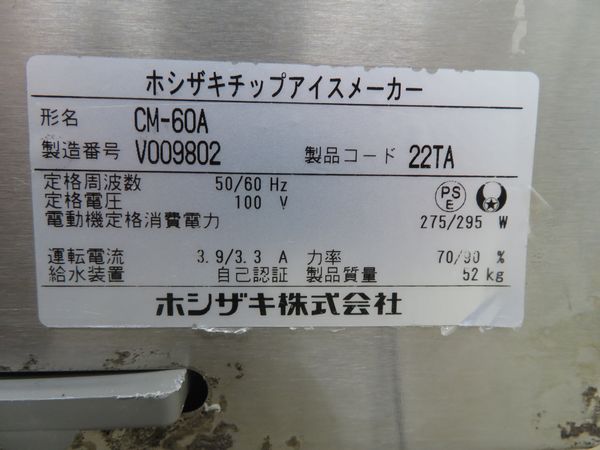 ホシザキチップアイスメーカー
形名 CM-60A
製造番号 V009802 製品コード 22TA
定格周波数 50/60 Hz
定格電圧 100 V
PS E
電動機定格消費電力 275/295 W
運転電流 3.9/3.3 A 力率 70/90 %
給水装置 自己認証 製品質量 52 kg
ホシザキ株式会社